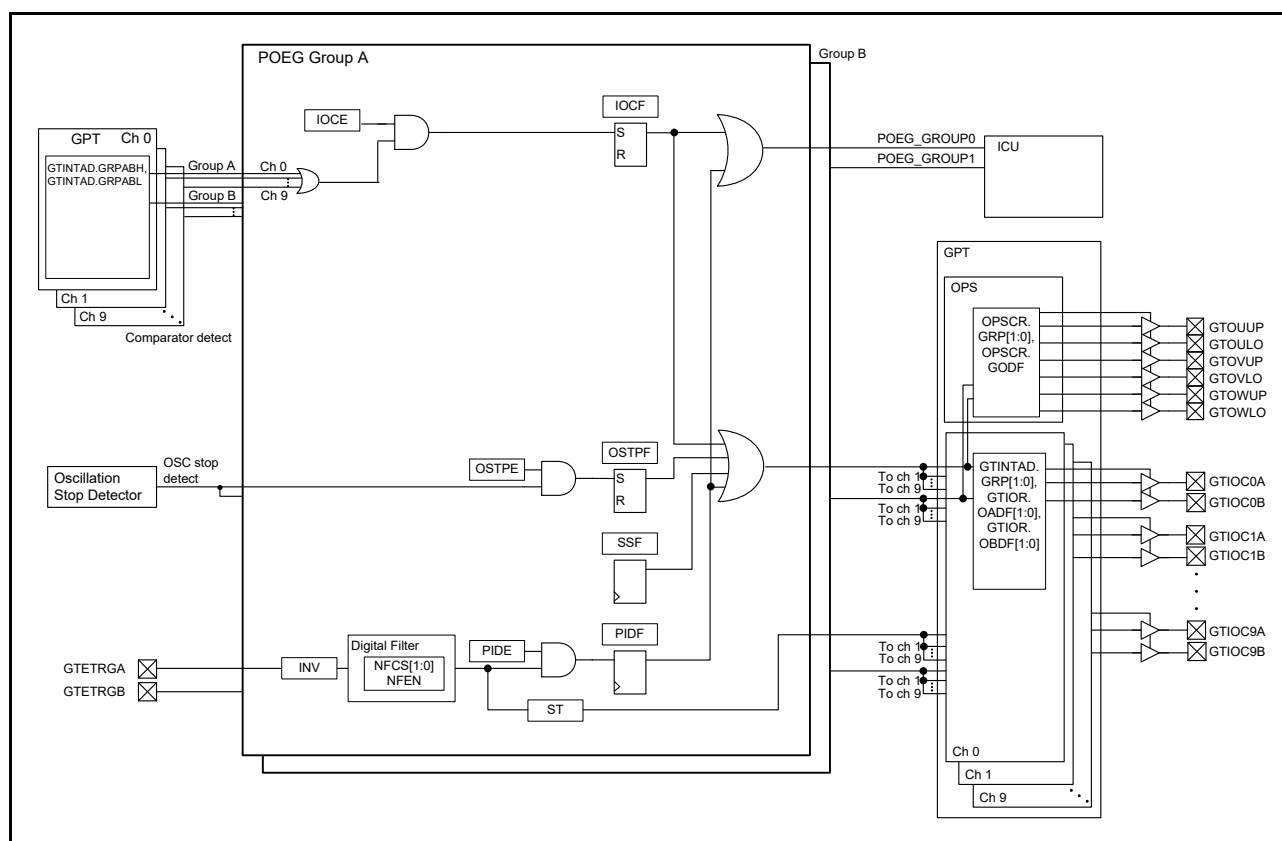 POEG Group A
Group B
IOCE
IOCF
S
R
GPT
Ch 0
GTINTAD.GRPABH,
GTINTAD.GRPABL
Group A
Group B
Ch 0
Ch 9
Ch 1
Ch 9
Comparator detect
POEG_GROUP0
POEG_GROUP1
ICU
GPT
OPS
OPSCR.
GRP[1:0],
OPSCR.
GODF
GTOUUP
GTOULO
GTOVUP
GTOVLO
GTOWUP
GTOWLO
Oscillation
Stop Detector
OSC stop
detect
OSTPE
OSTPF
S
R
SSF
To ch 1
To ch 9
To ch 1
To ch 9
GTINTAD.
GRP[1:0],
GTIOR.
OADF[1:0],
GTIOR.
OBDF[1:0]
GTIOC0A
GTIOC0B
GTIOC1A
GTIOC1B
GTIOC9A
GTIOC9B
GTETRGA
GTETRGB
INV
Digital Filter
NFCS[1:0]
NFEN
PIDE
PIDF
ST
To ch 1
To ch 9
To ch 1
To ch 9
Ch 0
Ch 1
Ch 9